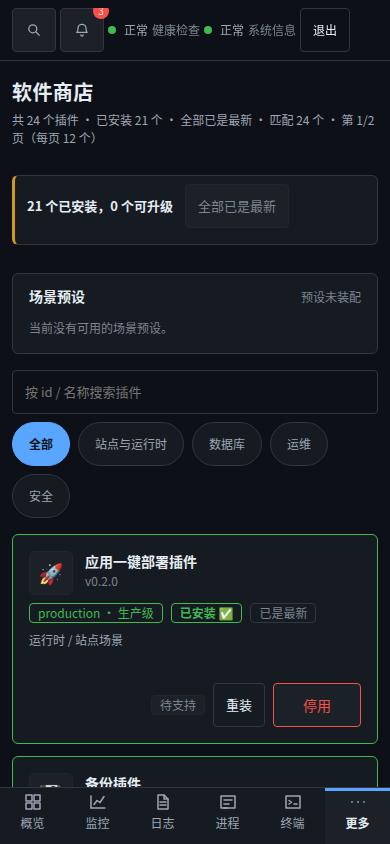 3
正常 健康检查 正常 系统信息 退出
软件商店
共 24 个插件 · 已安装 21 个 · 全部已是最新 · 匹配 24 个 · 第 1/2
页（每页 12 个）
21 个已安装，0 个可升级 全部已是最新
场景预设 预设未装配
当前没有可用的场景预设。
按 id / 名称搜索插件
全部 站点与运行时 数据库 运维
安全
应用一键部署插件
v0.2.0
production · 生产级 已安装 ✅ 已是最新
运行时 / 站点场景
待支持 重装 停用
备份插件
概览 监控 日志 进程 终端 更多